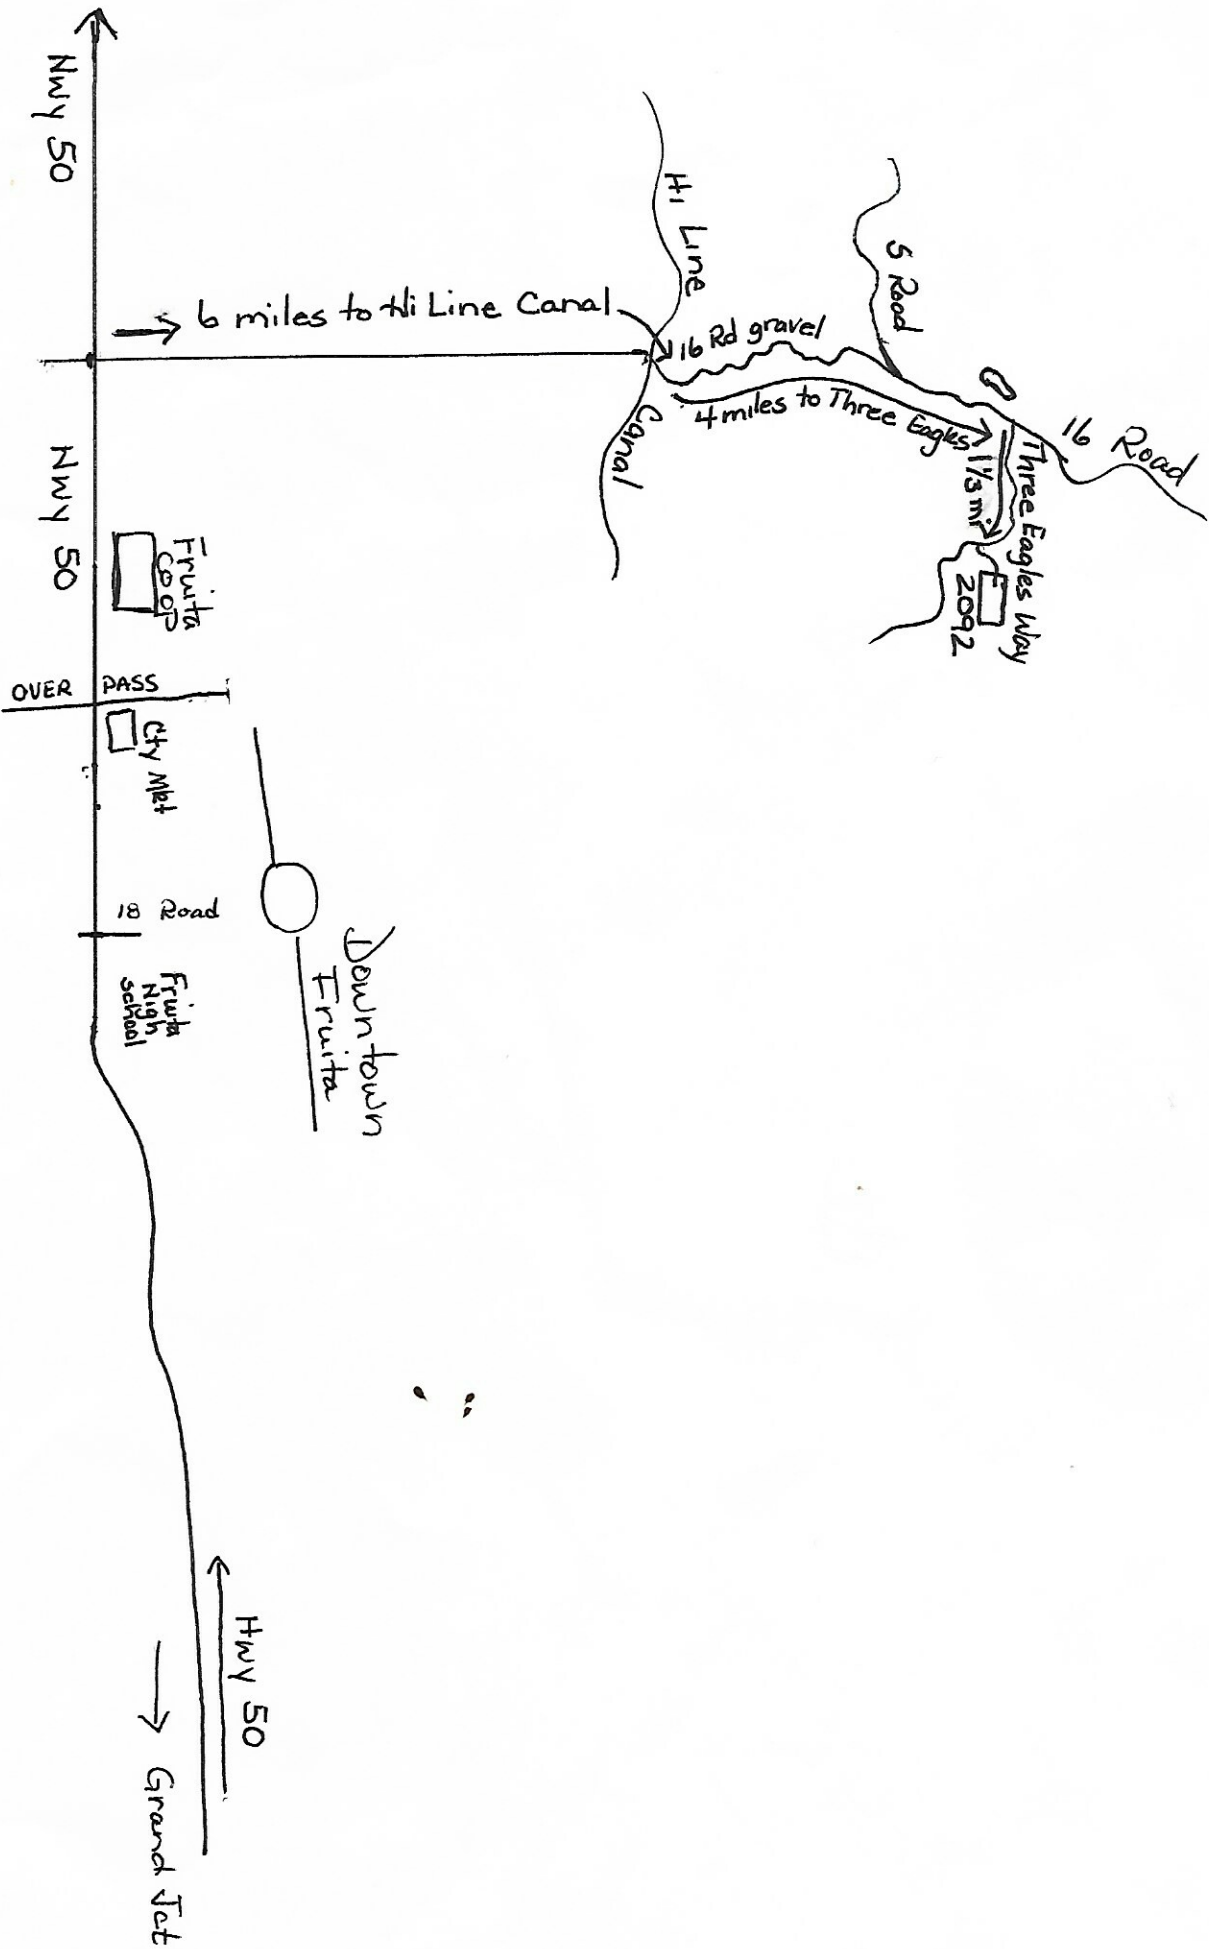 Hwy 50
Hi Line
Canal
S Road
6 miles to Hi Line Canal
16 Rd gravel
4 miles to Three Eagles
16 Road
1 1/3 mi
Three Eagles Way
2092
Hwy 50
Fruita
Co op
OVER PASS
City Mkt
18 Road
Fruita
High
School
Downtown
Fruita
Hwy 50
Grand Jct